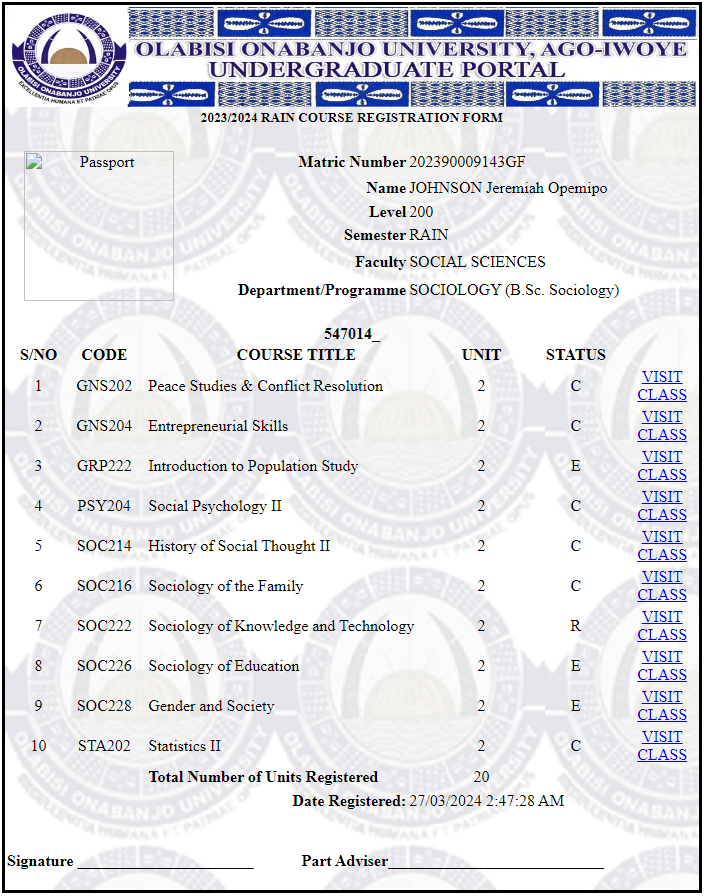 OLABISI ONABANJO UNIVERSITY, AGO-IWOYE
UNDERGRADUATE PORTAL
OLABISI ONABANJO UNIVERSITY
EXCELLENTIA HUMANA ET PATRIAE OPUS
2023/2024 RAIN COURSE REGISTRATION FORM
Passport
Matric Number 202390009143GF
Name JOHNSON Jeremiah Opemipo
Level 200
Semester RAIN
Faculty SOCIAL SCIENCES
Department/Programme SOCIOLOGY (B.Sc. Sociology)
547014_
S/NO CODE COURSE TITLE UNIT STATUS
1 GNS202 Peace Studies & Conflict Resolution 2 C VISIT CLASS
2 GNS204 Entrepreneurial Skills 2 C VISIT CLASS
3 GRP222 Introduction to Population Study 2 E VISIT CLASS
4 PSY204 Social Psychology II 2 C VISIT CLASS
5 SOC214 History of Social Thought II 2 C VISIT CLASS
6 SOC216 Sociology of the Family 2 C VISIT CLASS
7 SOC222 Sociology of Knowledge and Technology 2 R VISIT CLASS
8 SOC226 Sociology of Education 2 E VISIT CLASS
9 SOC228 Gender and Society 2 E VISIT CLASS
10 STA202 Statistics II 2 C VISIT CLASS
Total Number of Units Registered 20
Date Registered: 27/03/2024 2:47:28 AM
Signature ______________________ Part Adviser___________________________